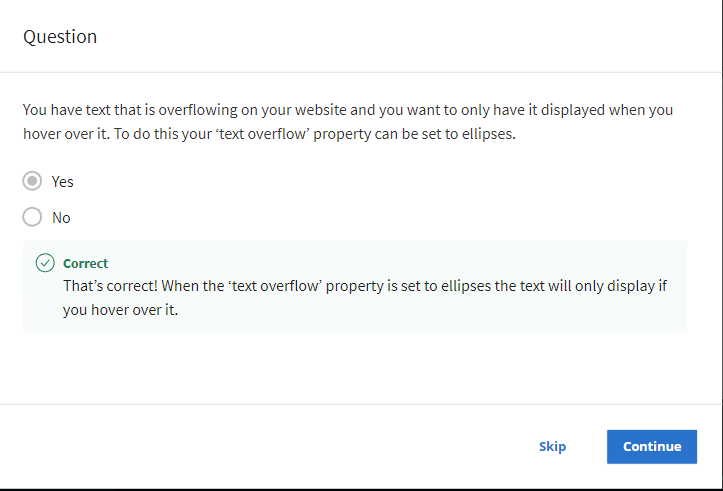 Question
You have text that is overflowing on your website and you want to only have it displayed when you
hover over it. To do this your ‘text overflow’ property can be set to ellipses.
Yes
No
Correct
That’s correct! When the ‘text overflow’ property is set to ellipses the text will only display if
you hover over it.
Skip
Continue